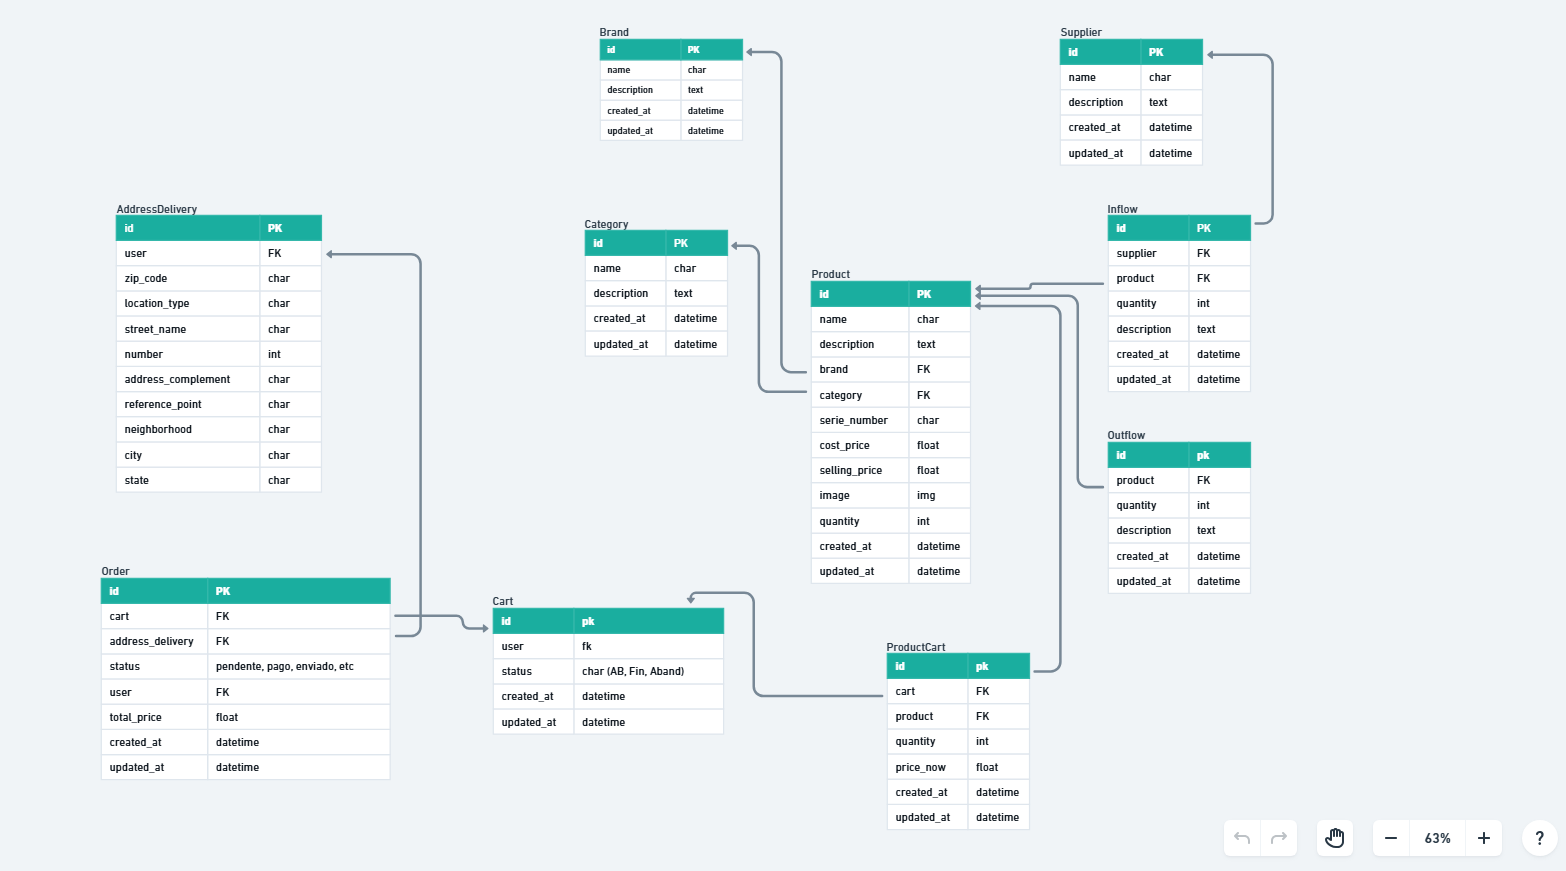 Brand
id PK
name char
description text
created_at datetime
updated_at datetime
Supplier
id PK
name char
description text
created_at datetime
updated_at datetime
AddressDelivery
id PK
user FK
zip_code char
location_type char
street_name char
number int
address_complement char
reference_point char
neighborhood char
city char
state char
Category
id PK
name char
description text
created_at datetime
updated_at datetime
Product
id PK
name char
description text
brand FK
category FK
serie_number char
cost_price float
selling_price float
image img
quantity int
created_at datetime
updated_at datetime
Inflow
id PK
supplier FK
product FK
quantity int
description text
created_at datetime
updated_at datetime
Outflow
id pk
product FK
quantity int
description text
created_at datetime
updated_at datetime
Order
id PK
cart FK
address_delivery FK
status pendente, pago, enviado, etc
user FK
total_price float
created_at datetime
updated_at datetime
Cart
id pk
user fk
status char (AB, Fin, Aband)
created_at datetime
updated_at datetime
ProductCart
id pk
cart FK
product FK
quantity int
price_now float
created_at datetime
updated_at datetime
63%
?